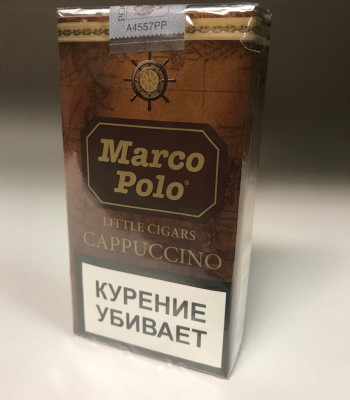 A4557PP
Marco
Polo®
LITTLE CIGARS
CAPPUCCINO
КУРЕНИЕ
УБИВАЕТ